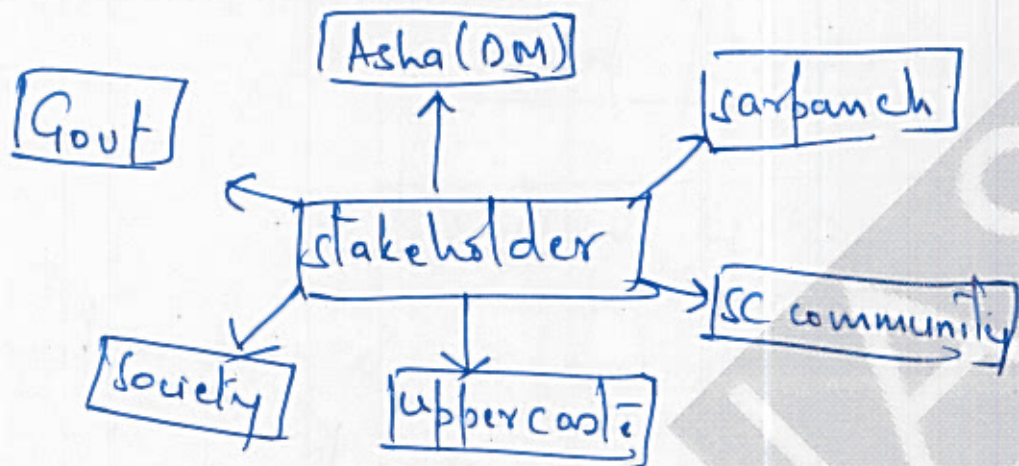 Asha (DM)
Govt
sarpanch
stakeholder
SC community
Society
uppercaste